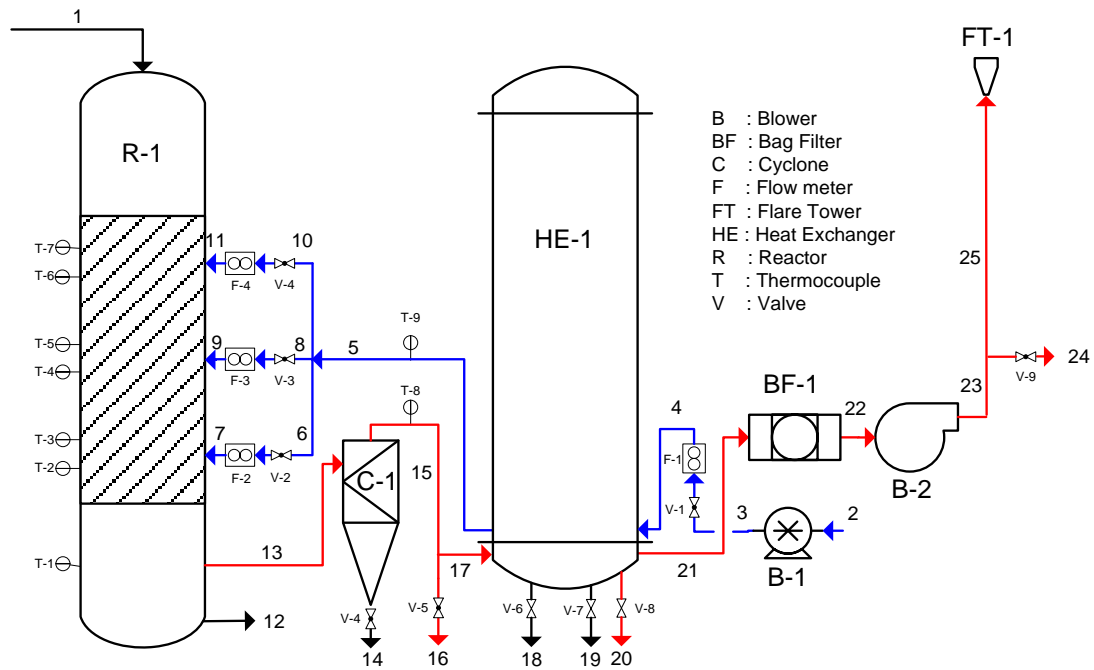 1
FT-1
B : Blower
BF : Bag Filter
C : Cyclone
F : Flow meter
FT : Flare Tower
HE : Heat Exchanger
R : Reactor
T : Thermocouple
V : Valve
R-1
HE-1
T-7
T-6
T-5
T-4
T-3
T-2
T-1
11
10
F-4
V-4
9
8
F-3
V-3
7
6
F-2
V-2
5
T-9
T-8
C-1
15
13
12
V-4
14
V-5
16
17
V-6
18
V-7
19
V-8
20
21
4
F-1
V-1
3
2
B-1
BF-1
22
B-2
23
25
V-9
24